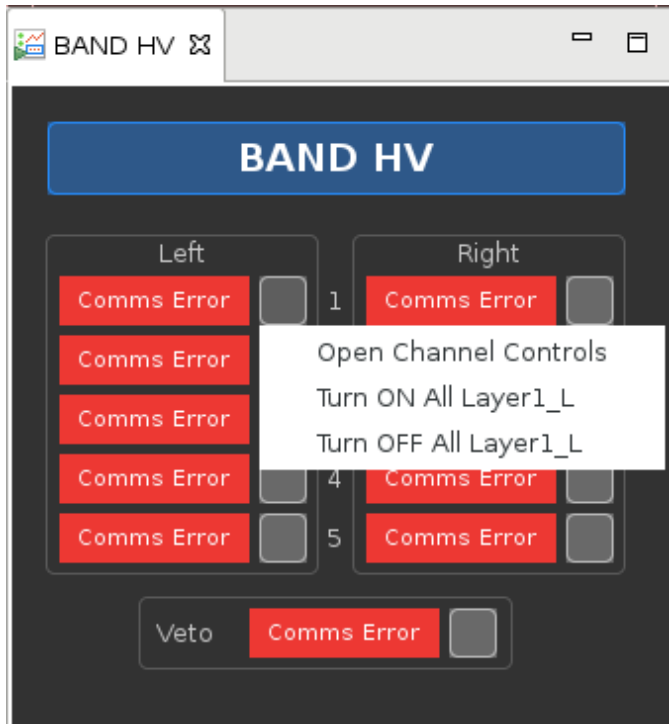 BAND HV
BAND HV
Left Right
Comms Error 1 Comms Error
Comms Error
Comms Error
Comms Error 4 Comms Error
Comms Error 5 Comms Error
Open Channel Controls
Turn ON All Layer1_L
Turn OFF All Layer1_L
Veto Comms Error